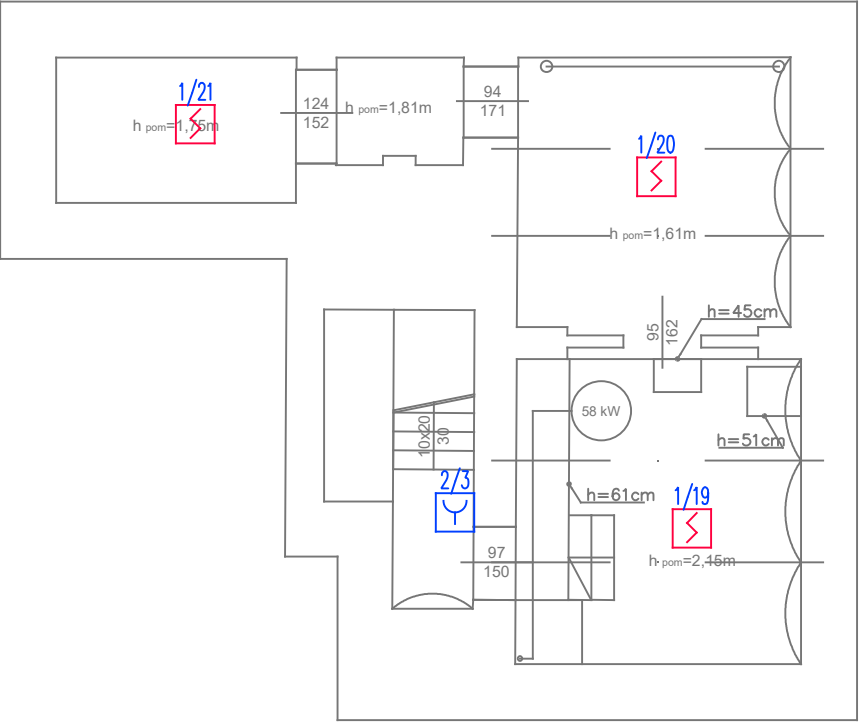 1/21
h pom=1,75m
124
152
h pom=1,81m
94
171
1/20
h pom=1,61m
95
162
h=45cm
58 kW
10x20
30
h=51cm
2/3
h=61cm
1/19
97
150
h pom=2,15m